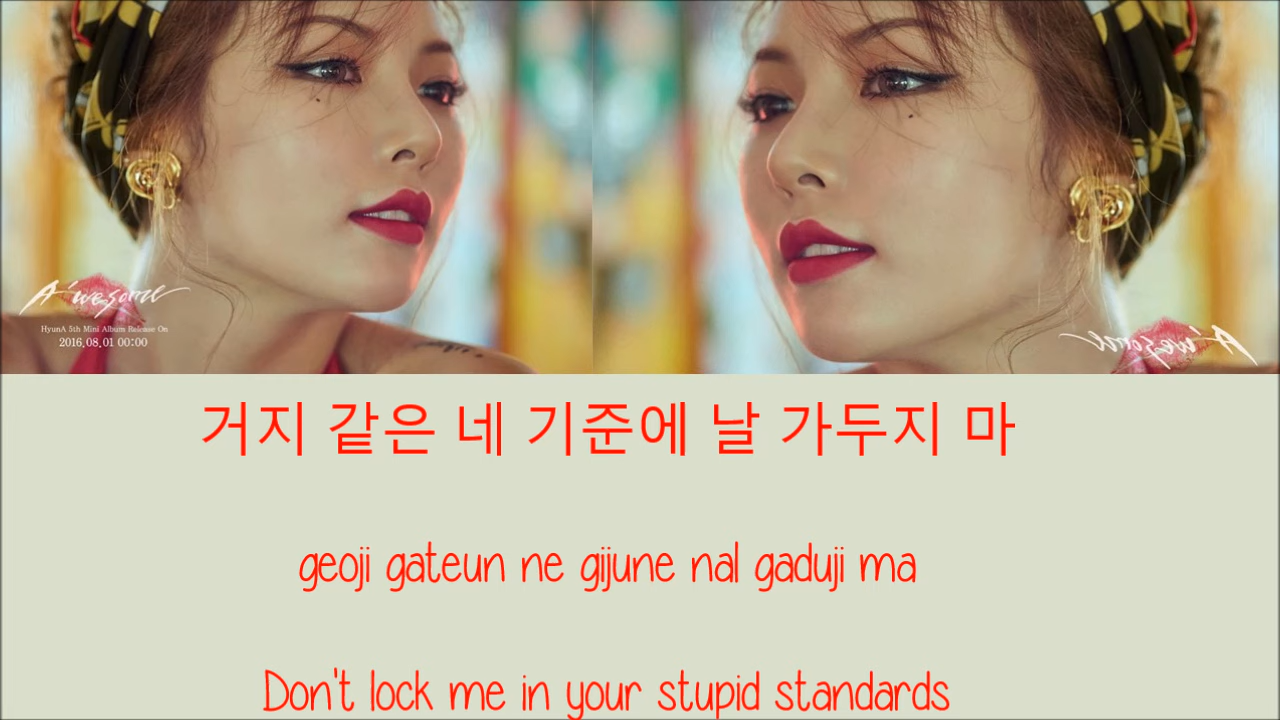 A'wesome
HyunA 5th Mini Album Release On
2016.08.01 00:00
A'wesome
거지 같은 네 기준에 날 가두지 마
geoji gateun ne gijune nal gaduji ma
Don't lock me in your stupid standards